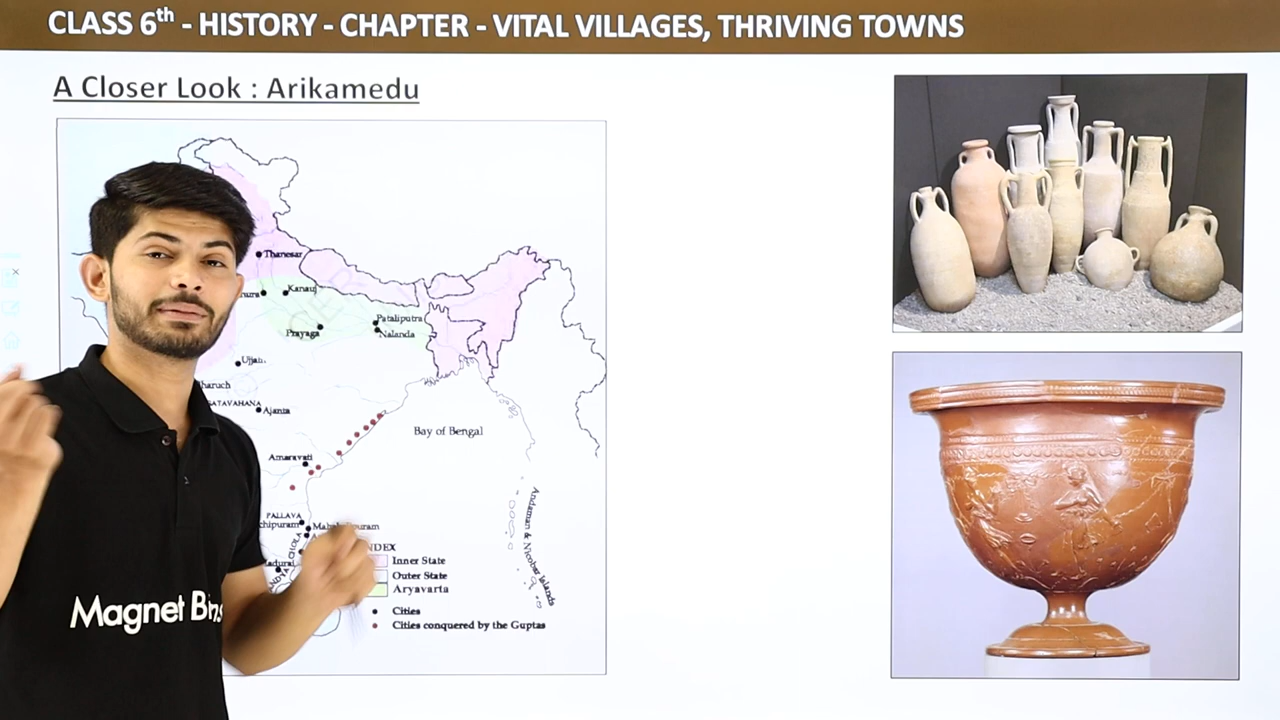 CLASS 6th - HISTORY - CHAPTER - VITAL VILLAGES, THRIVING TOWNS
A Closer Look : Arikamedu
Thanesar
Kanauj
Pataliputra
Prayaga
Nalanda
Ajanta
Bay of Bengal
Amaravati
PALLAVA
CHOLA
Andaman & Nicobar Islands
Inner State
Outer State
Aryavarta
Cities
Cities conquered by the Guptas
Magnet